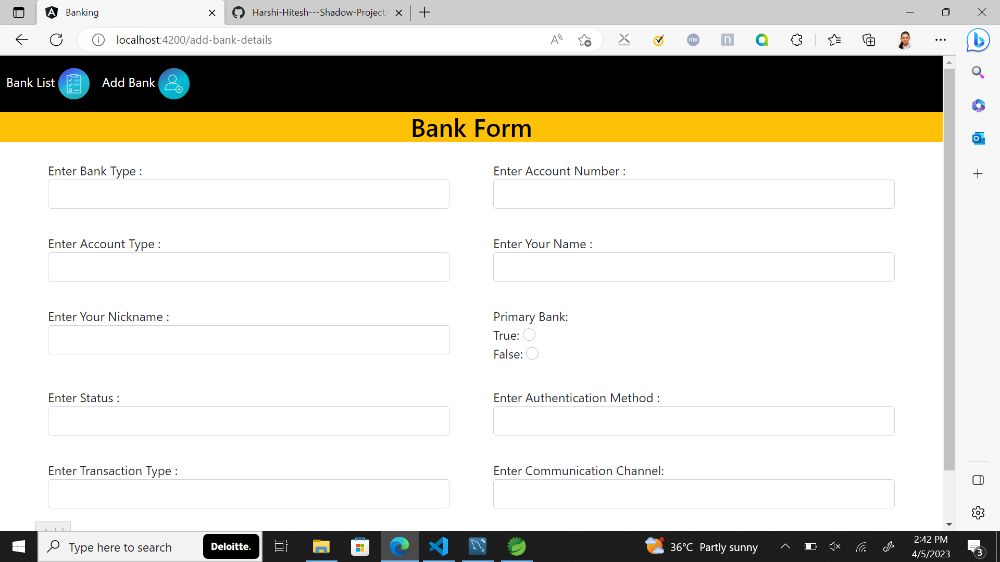 Banking
Harshi-Hitesh---Shadow-Project/
localhost:4200/add-bank-details
me
n
Bank List
Add Bank
Bank Form
Enter Bank Type :
Enter Account Number :
Enter Account Type :
Enter Your Name :
Enter Your Nickname :
Primary Bank:
True:
False:
Enter Status :
Enter Authentication Method :
Enter Transaction Type :
Enter Communication Channel:
Type here to search
Deloitte.
36°C Partly sunny
2:42 PM
4/5/2023
3